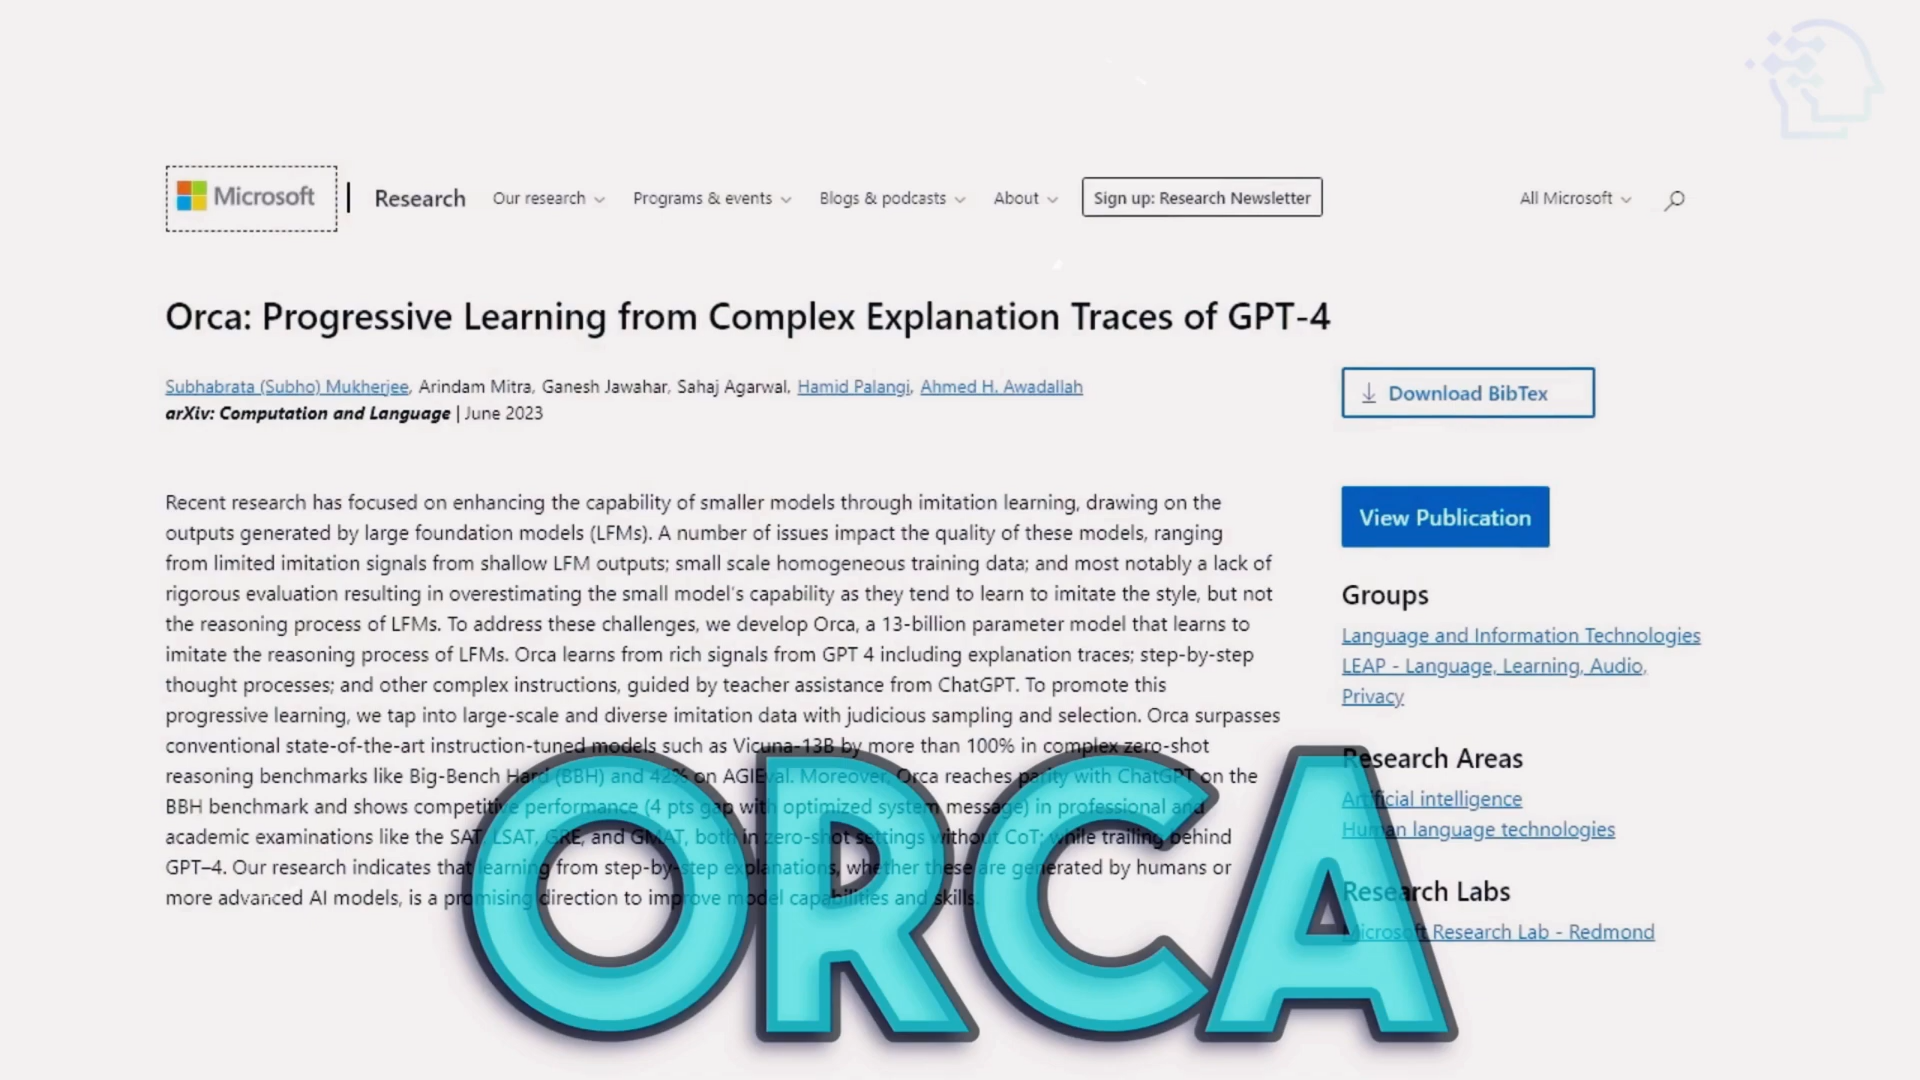 Microsoft | Research Our research Programs & events Blogs & podcasts About Sign up: Research Newsletter All Microsoft
Orca: Progressive Learning from Complex Explanation Traces of GPT-4
Subhabrata (Subho) Mukherjee, Arindam Mitra, Ganesh Jawahar, Sahaj Agarwal, Hamid Palangi, Ahmed H. Awadallah
arXiv: Computation and Language | June 2023
Recent research has focused on enhancing the capability of smaller models through imitation learning, drawing on the
outputs generated by large foundation models (LFMs). A number of issues impact the quality of these models, ranging
from limited imitation signals from shallow LFM outputs; small scale homogeneous training data; and most notably a lack of
rigorous evaluation resulting in overestimating the small model's capability as they tend to learn to imitate the style, but not
the reasoning process of LFMs. To address these challenges, we develop Orca, a 13-billion parameter model that learns to
imitate the reasoning process of LFMs. Orca learns from rich signals from GPT 4 including explanation traces; step-by-step
thought processes; and other complex instructions, guided by teacher assistance from ChatGPT. To promote this
progressive learning, we tap into large-scale and diverse imitation data with judicious sampling and selection. Orca surpasses
conventional state-of-the-art instruction-tuned models such as Vicuna-13B by more than 100% in complex zero-shot
reasoning benchmarks like Big-Bench Hard (BBH) and 42% on AGIEval. Moreover, Orca reaches parity with ChatGPT on the
BBH benchmark and shows competitive performance (4 pts gap with optimized system message) in professional and
academic examinations like the SAT, LSAT, GRE, and GMAT, both in zero-shot settings without CoT; while trailing behind
GPT–4. Our research indicates that learning from step-by-step explanations, whether these are generated by humans or
more advanced AI models, is a promising direction to improve model capabilities and skills.
Download BibTex
View Publication
Groups
Language and Information Technologies
LEAP - Language, Learning, Audio,
Privacy
Research Areas
Artificial intelligence
Human language technologies
Research Labs
Microsoft Research Lab - Redmond
ORCA